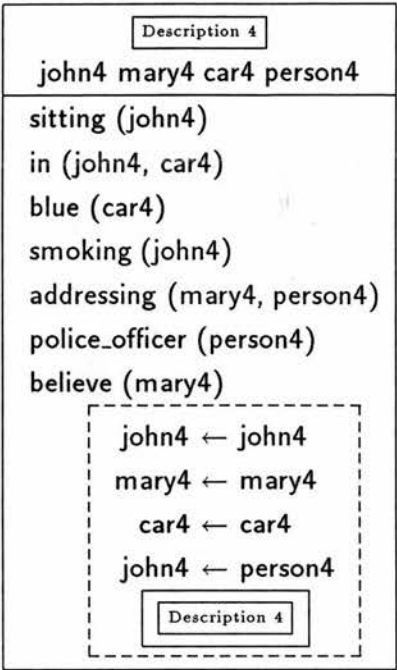 Description 4
john4 mary4 car4 person4
sitting (john4)
in (john4, car4)
blue (car4)
smoking (john4)
addressing (mary4, person4)
police_officer (person4)
believe (mary4)
john4 ← john4
mary4 ← mary4
car4 ← car4
john4 ← person4
Description 4